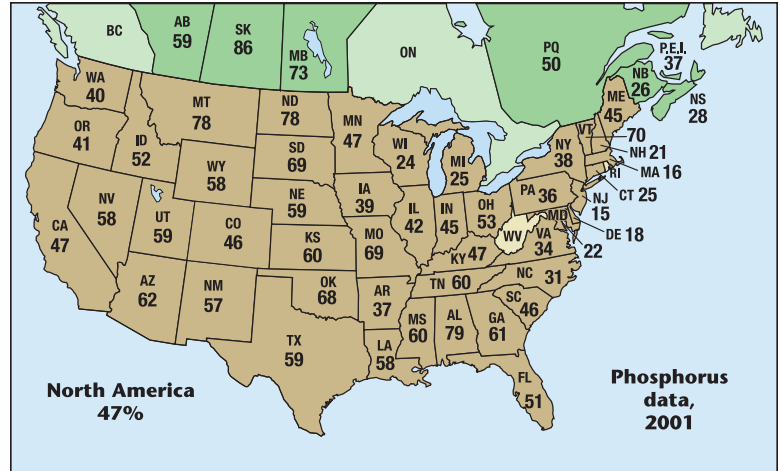 BC
AB
59
SK
86
MB
73
ON
PQ
50
P.E.I.
37
NB
26
NS
28
WA
40
MT
78
ND
78
MN
47
ME
45
VT
70
OR
41
ID
52
SD
69
WI
24
MI
25
NY
38
NH 21
MA 16
RI
CT 25
WY
58
NE
59
IA
39
PA 36
NJ
15
NV
58
UT
59
CO
46
IL
42
IN
45
OH
53
MD
DE 18
22
CA
47
KS
60
MO
69
WV
VA
34
KY 47
AZ
62
NM
57
OK
68
AR
37
TN 60
NC 31
SC
46
TX
59
LA
58
MS
60
AL
79
GA
61
FL
51
North America
47%
Phosphorus
data,
2001